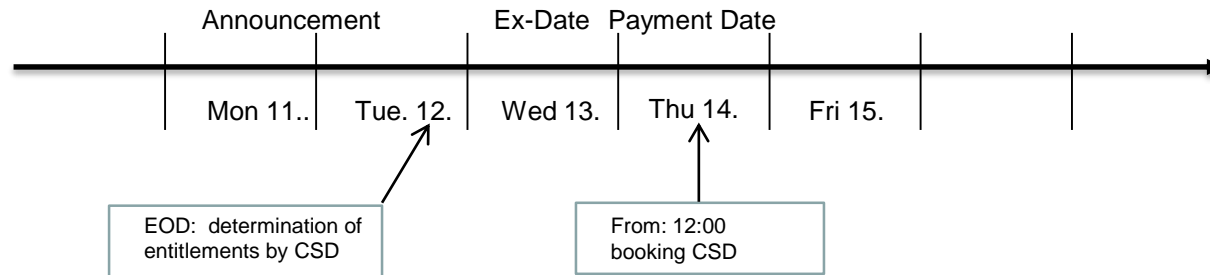 Announcement Ex-Date Payment Date
Mon 11.. Tue. 12. Wed 13. Thu 14. Fri 15.
EOD: determination of
entitlements by CSD
From: 12:00
booking CSD